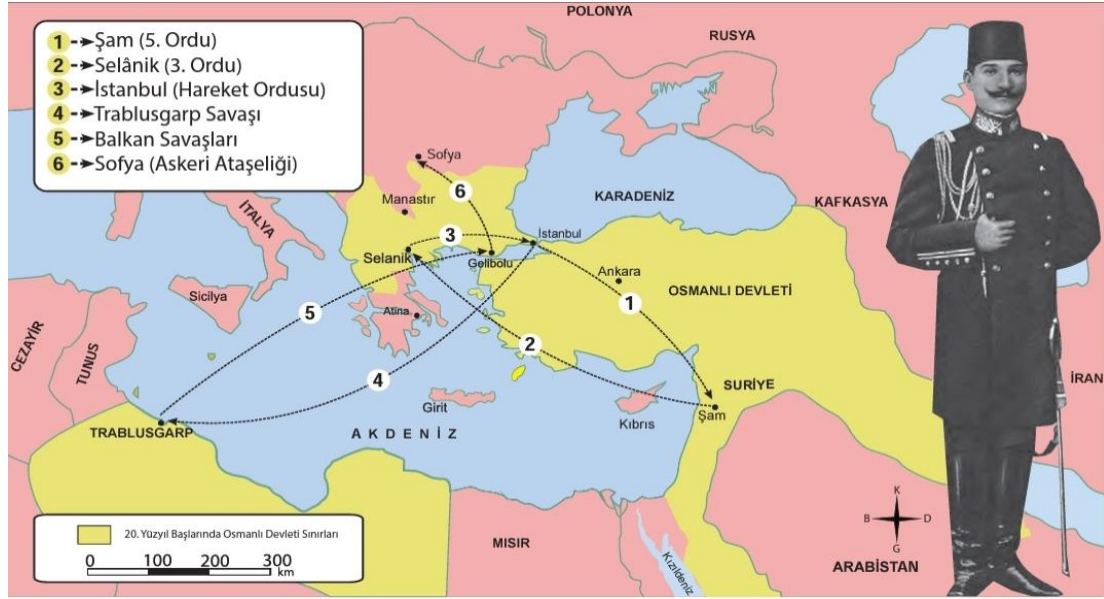 1 Şam (5. Ordu)
2 Selânik (3. Ordu)
3 İstanbul (Hareket Ordusu)
4 Trablusgarp Savaşı
5 Balkan Savaşları
6 Sofya (Askeri Ataşeliği)
POLONYA
RUSYA
Sofya
6
KARADENİZ
KAFKASYA
Manastır
İTALYA
3
İstanbul
Selanik
Gelibolu
Ankara
OSMANLI DEVLETİ
1
Sicilya
5
Atina
2
CEZAYİR
TUNUS
4
SURİYE
İRAN
Girit
Kıbrıs
Şam
TRABLUSGARP
AKDENİZ
20. Yüzyıl Başlarında Osmanlı Devleti Sınırları
0 100 200 300
km
MISIR
Kızıldeniz
K
B D
G
ARABİSTAN